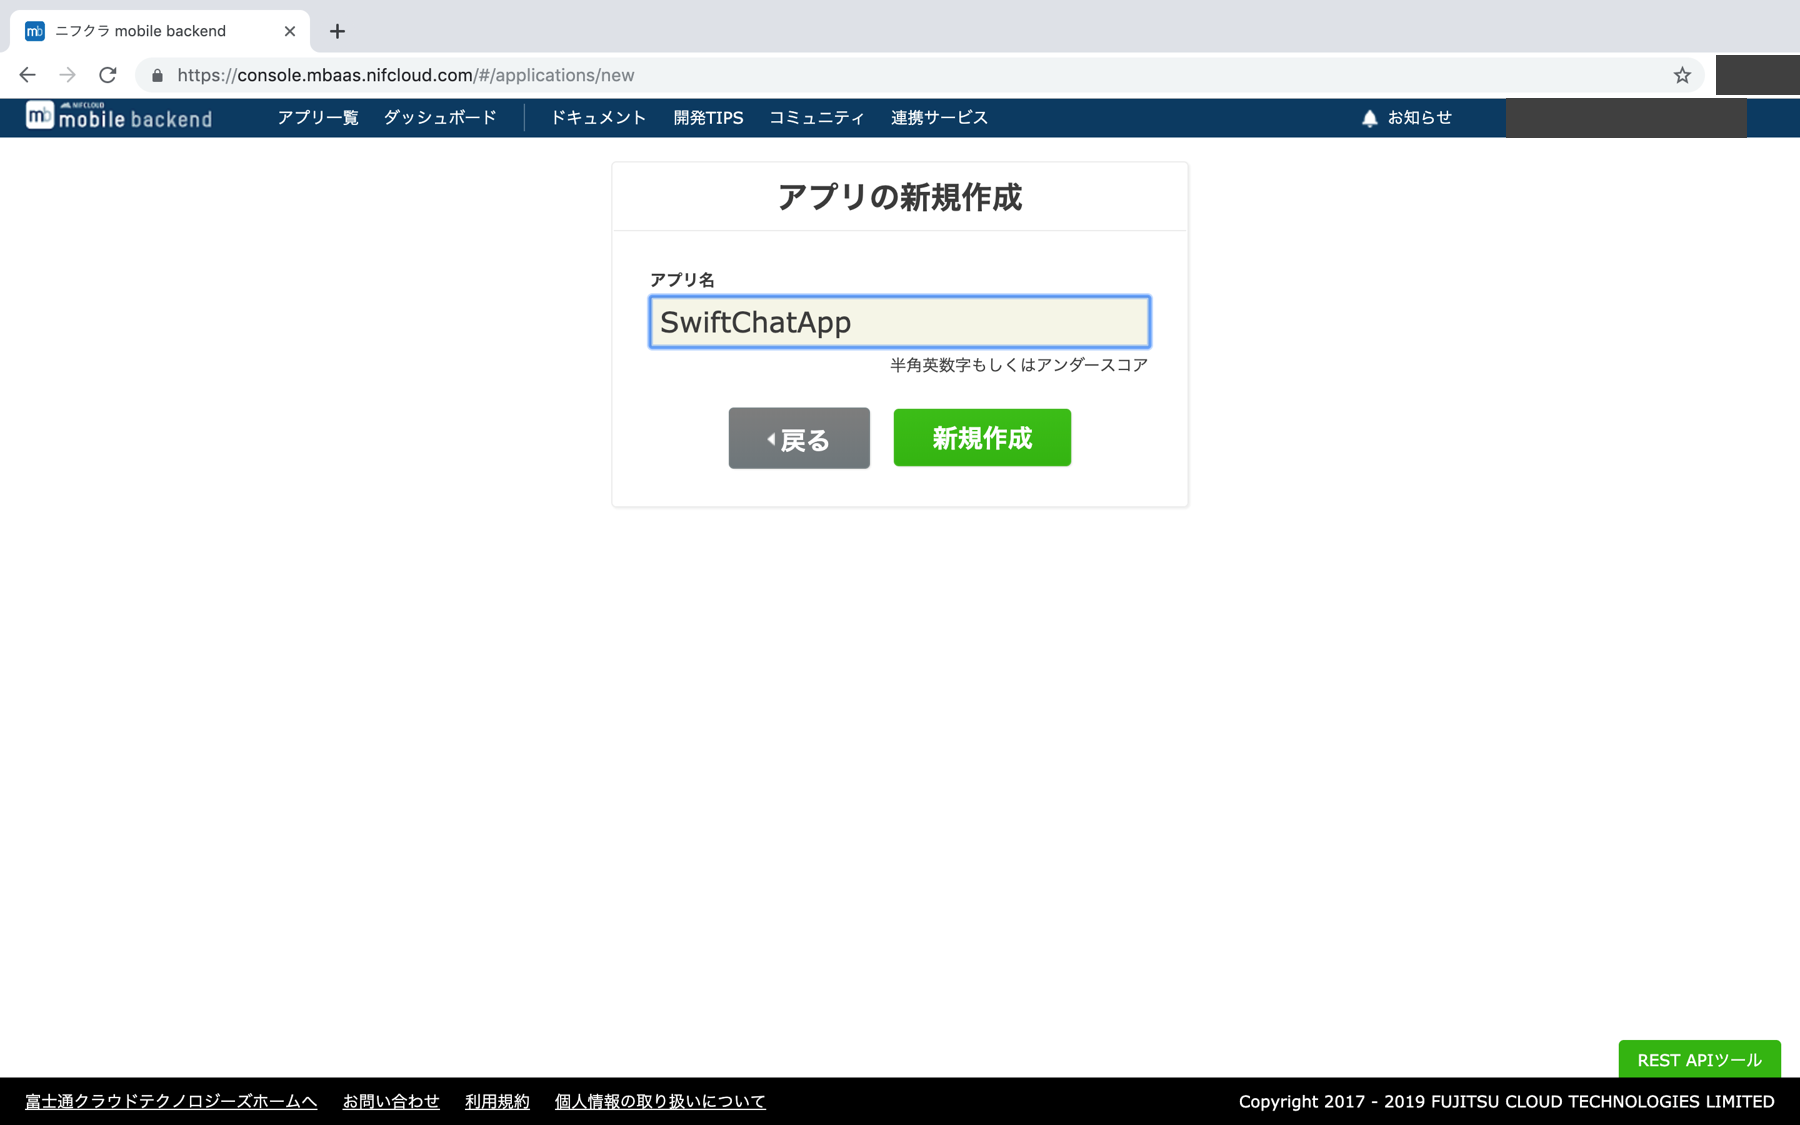 ニフクラ mobile backend
https://console.mbaas.nifcloud.com/#/applications/new
mb NIFCLOUD mobile backend
アプリ一覧 ダッシュボード ドキュメント 開発TIPS コミュニティ 連携サービス お知らせ
アプリの新規作成
アプリ名
SwiftChatApp
半角英数字もしくはアンダースコア
戻る 新規作成
REST APIツール
富士通クラウドテクノロジーズホームへ お問い合わせ 利用規約 個人情報の取り扱いについて Copyright 2017 - 2019 FUJITSU CLOUD TECHNOLOGIES LIMITED